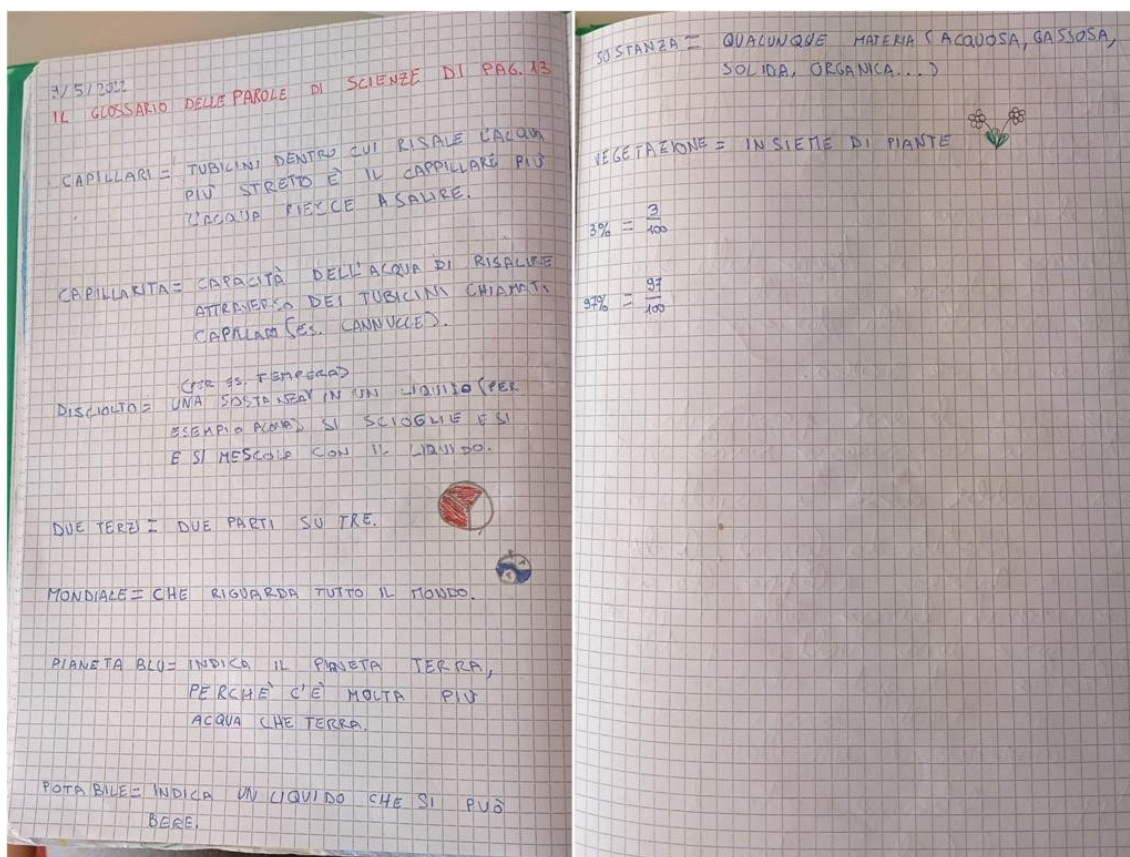 9/5/2022
IL GLOSSARIO DELLE PAROLE DI SCIENZE DI PAG. 13
CAPILLARI = TUBICINI DENTRO CUI RISALE L'ACQUA
PIÙ STRETTO È IL CAPPILLARE PIÙ
L'ACQUA RIESCE A SALIRE.
CAPILLARITÀ = CAPACITÀ DELL'ACQUA DI RISALIRE
ATTRAVERSO DEI TUBICINI CHIAMATI
CAPILLARI (ES. CANNUCCE).
(PER ES. TEMPERA)
DISCIOLTO = UNA SOSTANZA IN UN LIQUIDO (PER
ESEMPIO ACQUA) SI SCIOGLIE E SI
E SI MESCOLA CON IL LIQUIDO.
DUE TERZI = DUE PARTI SU TRE.
MONDIALE = CHE RIGUARDA TUTTO IL MONDO.
PIANETA BLU = INDICA IL PIANETA TERRA,
PERCHÈ C'È MOLTA PIÙ
ACQUA CHE TERRA.
POTABILE = INDICA UN LIQUIDO CHE SI PUÒ
BERE.
SOSTANZA = QUALUNQUE MATERIA (ACQUOSA, GASSOSA,
SOLIDA, ORGANICA...)
VEGETAZIONE = INSIEME DI PIANTE
3% = 3/100
97% = 97/100